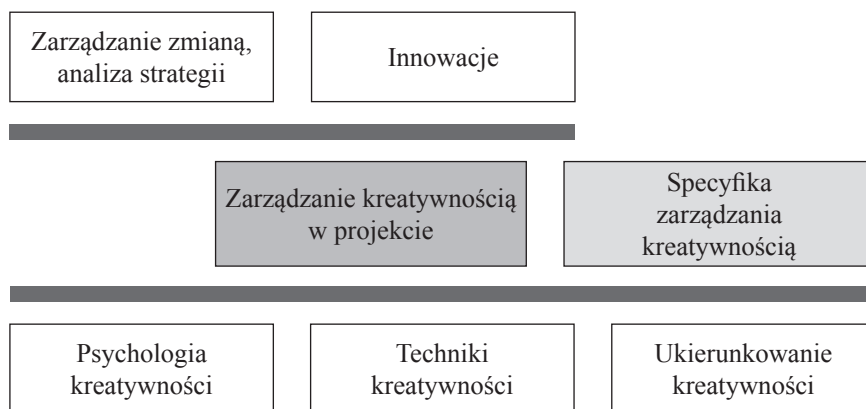 Zarządzanie zmianą,
analiza strategii
Innowacje
Zarządzanie kreatywnością
w projekcie
Specyfika
zarządzania
kreatywnością
Psychologia
kreatywności
Techniki
kreatywności
Ukierunkowanie
kreatywności